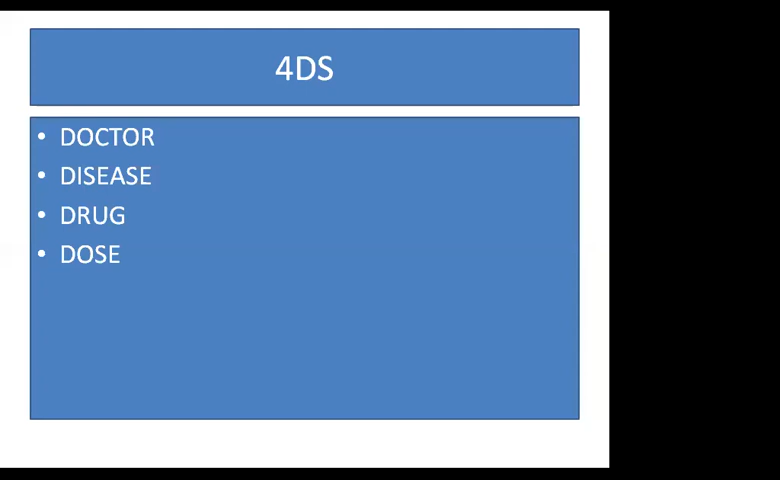 4DS
• DOCTOR
• DISEASE
• DRUG
• DOSE